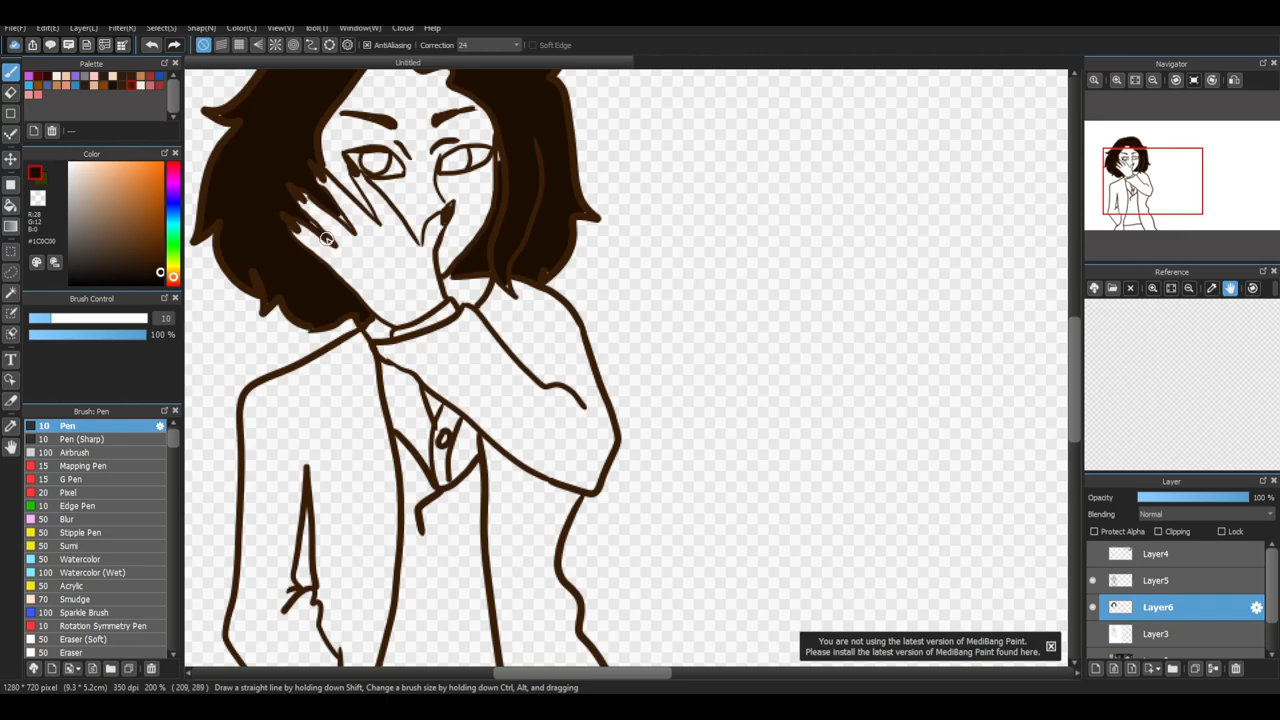 File(F) Edit(E) Layer(L) Filter(R) Select(S) Snap(N) Color(C) View(V) Tool(T) Window(W) Cloud Help
AntiAliasing Correction 24 Soft Edge
Palette Untitled Navigator
---
Color
R:28
G:12
B:0
#1C0C00
Reference
Brush Control
10
100 %
Brush: Pen
10 Pen
10 Pen (Sharp)
100 Airbrush
15 Mapping Pen
15 G Pen
20 Pixel
10 Edge Pen
50 Blur
50 Stipple Pen
50 Sumi
50 Watercolor
100 Watercolor (Wet)
50 Acrylic
70 Smudge
100 Sparkle Brush
10 Rotation Symmetry Pen
50 Eraser (Soft)
50 Eraser
Layer
Opacity 100 %
Blending Normal
Protect Alpha Clipping Lock
Layer4
Layer5
Layer6
Layer3
You are not using the latest version of MediBang Paint.
Please install the latest version of MediBang Paint found here.
1280 * 720 pixel (9.3 * 5.2cm) 350 dpi 200 % ( 209, 289 ) Draw a straight line by holding down Shift, Change a brush size by holding down Ctrl, Alt, and dragging